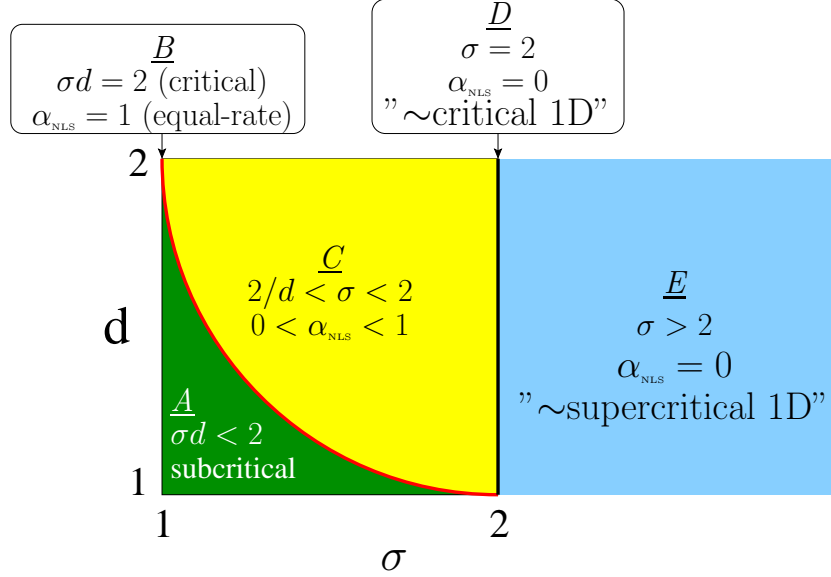 B
σd = 2 (critical)
α_NLS = 1 (equal-rate)
D
σ = 2
α_NLS = 0
"∼critical 1D"
2
C
2/d < σ < 2
0 < α_NLS < 1
E
σ > 2
α_NLS = 0
"∼supercritical 1D"
d
A
σd < 2
subcritical
1
1
2
σ